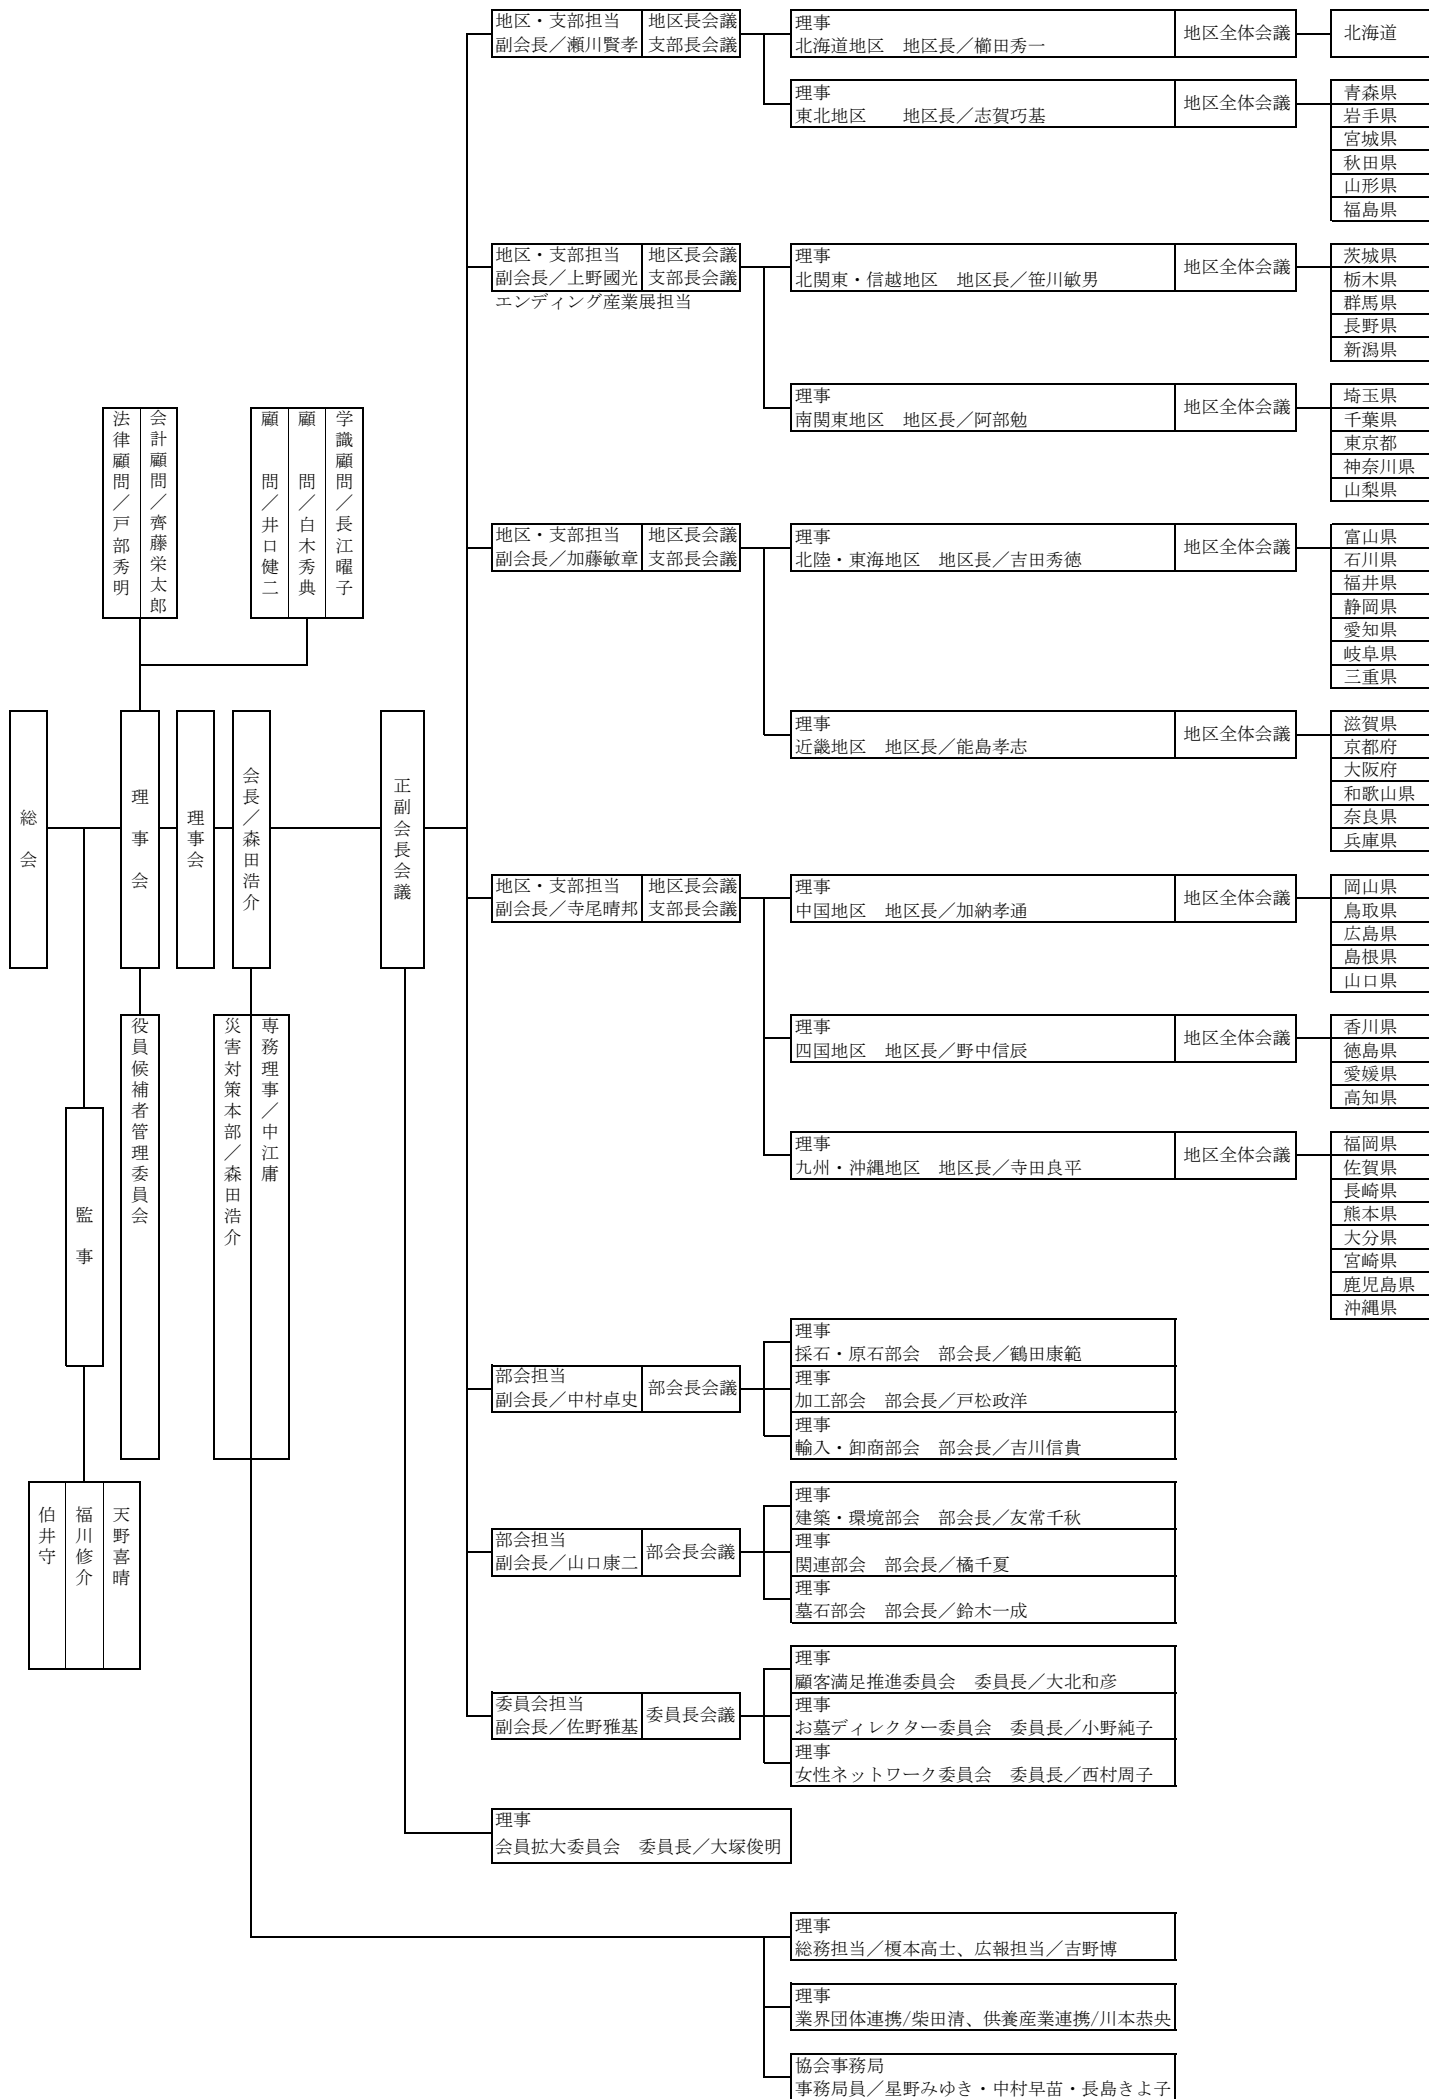 総会
理事会
理事会
会長／森田浩介
正副会長会議
法律顧問／戸部秀明
会計顧問／齊藤栄太郎
顧問／井口健二
顧問／白木秀典
学識顧問／長江曜子
役員候補者管理委員会
災害対策本部／森田浩介
専務理事／中江庸
監事
伯井守
福川修介
天野喜晴
地区・支部担当
副会長／瀬川賢孝
地区長会議
支部長会議
理事
北海道地区　地区長／櫛田秀一
地区全体会議
北海道
理事
東北地区　　地区長／志賀巧基
地区全体会議
青森県
岩手県
宮城県
秋田県
山形県
福島県
地区・支部担当
副会長／上野國光
地区長会議
支部長会議
エンディング産業展担当
理事
北関東・信越地区　地区長／笹川敏男
地区全体会議
茨城県
栃木県
群馬県
長野県
新潟県
理事
南関東地区　地区長／阿部勉
地区全体会議
埼玉県
千葉県
東京都
神奈川県
山梨県
地区・支部担当
副会長／加藤敏章
地区長会議
支部長会議
理事
北陸・東海地区　地区長／吉田秀徳
地区全体会議
富山県
石川県
福井県
静岡県
愛知県
岐阜県
三重県
理事
近畿地区　地区長／能島孝志
地区全体会議
滋賀県
京都府
大阪府
和歌山県
奈良県
兵庫県
地区・支部担当
副会長／寺尾晴邦
地区長会議
支部長会議
理事
中国地区　地区長／加納孝通
地区全体会議
岡山県
鳥取県
広島県
島根県
山口県
理事
四国地区　地区長／野中信辰
地区全体会議
香川県
徳島県
愛媛県
高知県
理事
九州・沖縄地区　地区長／寺田良平
地区全体会議
福岡県
佐賀県
長崎県
熊本県
大分県
宮崎県
鹿児島県
沖縄県
部会担当
副会長／中村卓史
部会長会議
理事
採石・原石部会　部会長／鶴田康範
理事
加工部会　部会長／戸松政洋
理事
輸入・卸商部会　部会長／吉川信貴
部会担当
副会長／山口康二
部会長会議
理事
建築・環境部会　部会長／友常千秋
理事
関連部会　部会長／橘千夏
理事
墓石部会　部会長／鈴木一成
委員会担当
副会長／佐野雅基
委員長会議
理事
顧客満足推進委員会　委員長／大北和彦
理事
お墓ディレクター委員会　委員長／小野純子
理事
女性ネットワーク委員会　委員長／西村周子
理事
会員拡大委員会　委員長／大塚俊明
理事
総務担当／榎本高士、広報担当／吉野博
理事
業界団体連携/柴田清、供養産業連携/川本恭央
協会事務局
事務局員／星野みゆき・中村早苗・長島きよ子